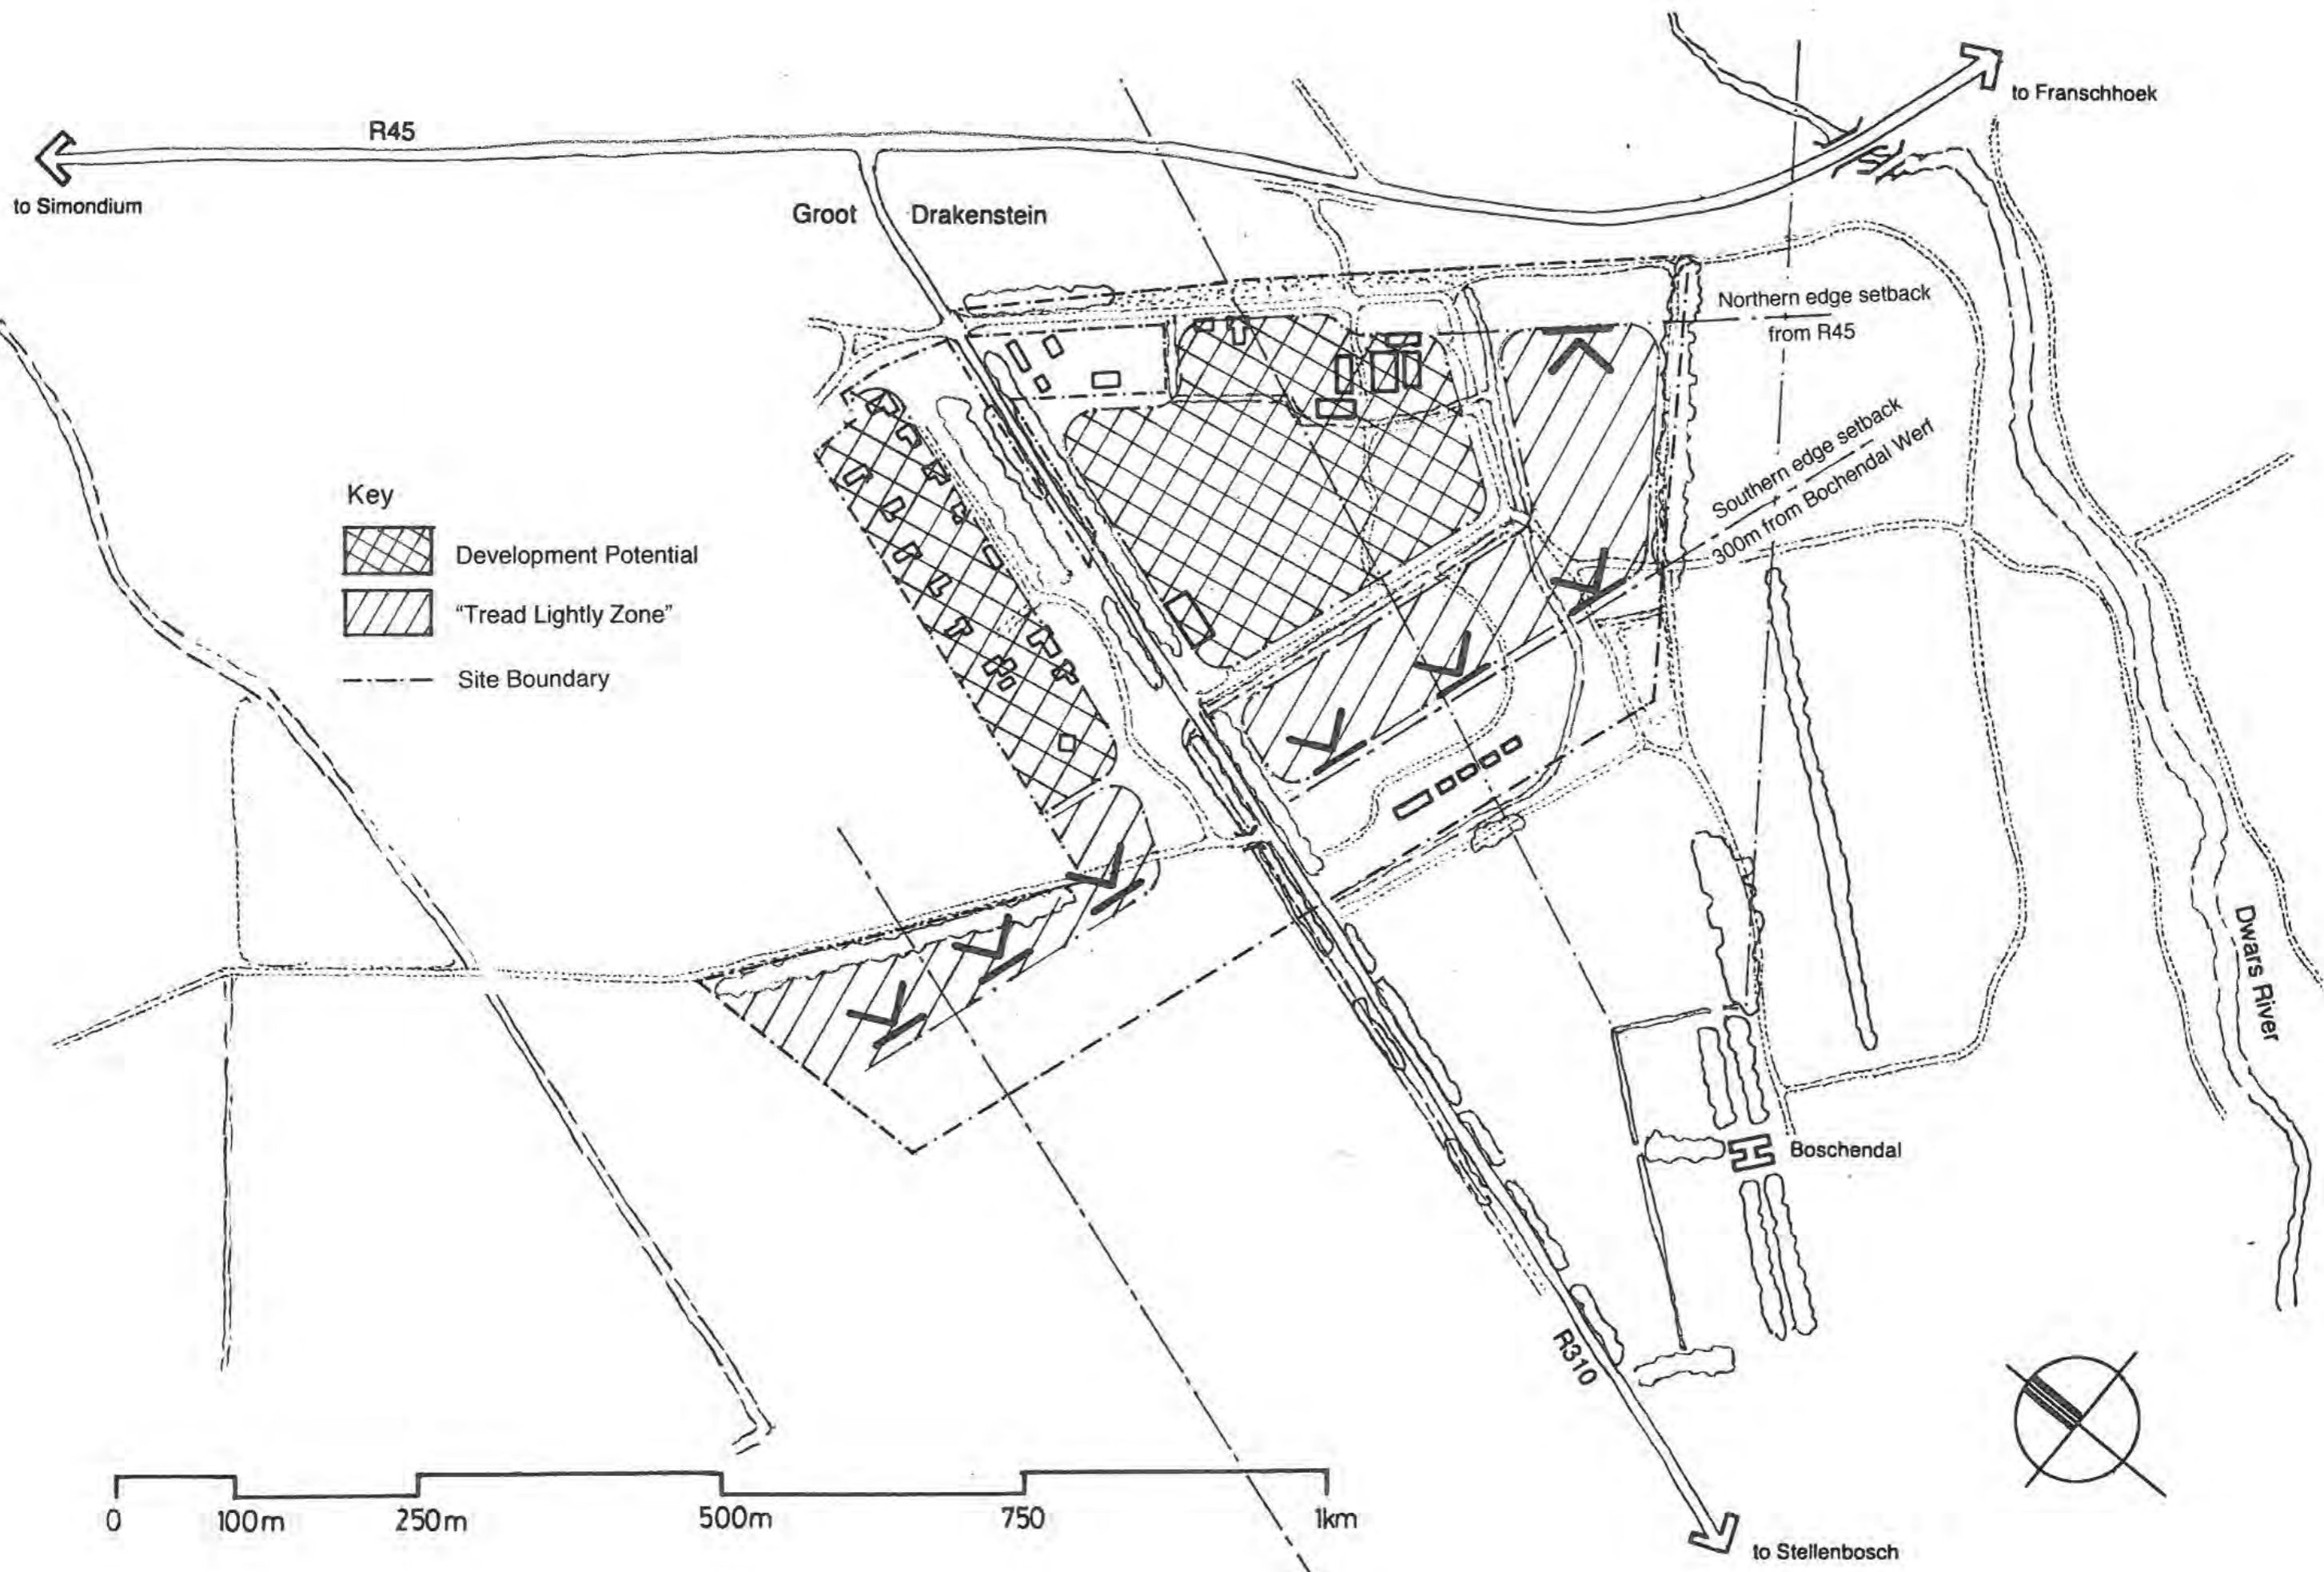 to Franschhoek
R45
to Simondium
Groot Drakenstein
Northern edge setback
from R45
Southern edge setback
300m from Bochendal Werf
Key
Development Potential
“Tread Lightly Zone”
Site Boundary
Dwars River
Boschendal
R310
0 100m 250m 500m 750 1km
to Stellenbosch